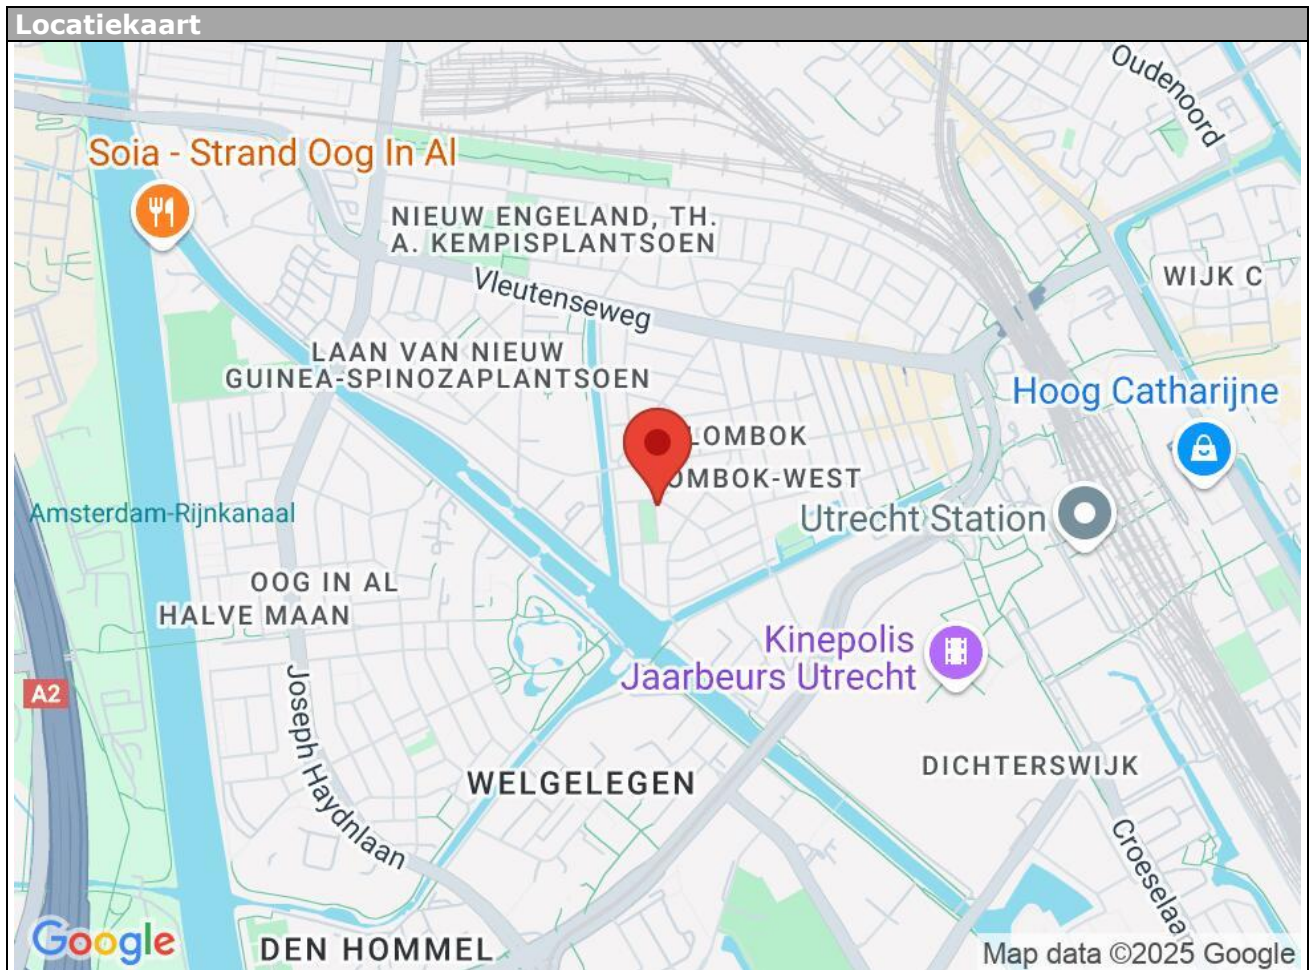 Locatiekaart
Oudenoord
Soia - Strand Oog In Al
NIEUW ENGELAND, TH.
A. KEMPISPLANTSOEN
WIJK C
Vleutenseweg
LAAN VAN NIEUW
GUINEA-SPINOZAPLANTSOEN
Hoog Catharijne
LOMBOK
OMBOK-WEST
Amsterdam-Rijnkanaal
Utrecht Station
OOG IN AL
HALVE MAAN
Kinepolis
Jaarbeurs Utrecht
A2
Joseph Haydnlaan
WELGELEGEN
DICHTERSWIJK
Croeselaan
Google
DEN HOMMEL
Map data ©2025 Google